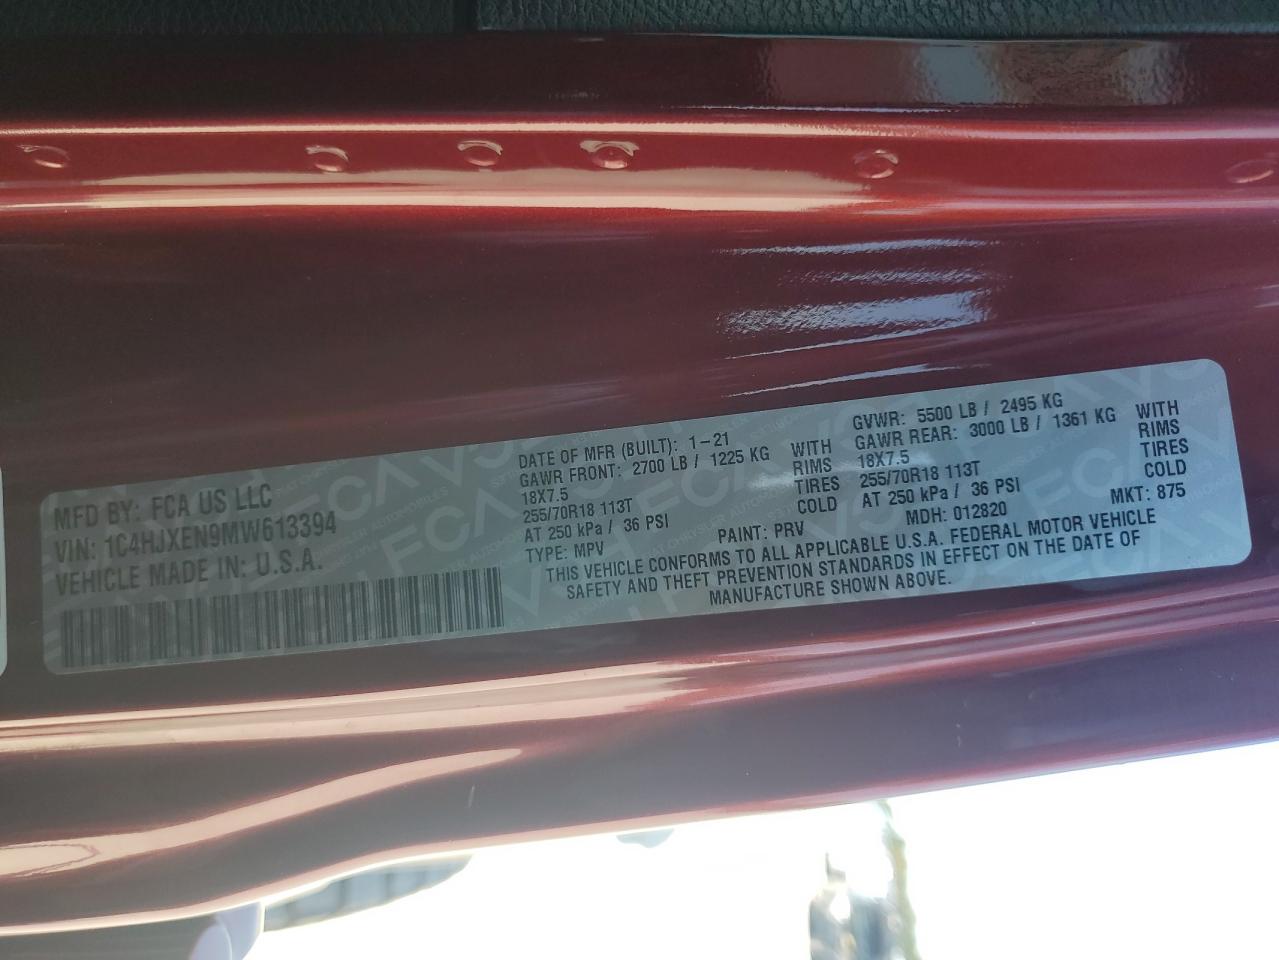 MFD BY: FCA US LLC
VIN: 1C4HJXEN9MW613394
VEHICLE MADE IN: U.S.A.
DATE OF MFR (BUILT): 1-21
GVWR: 5500 LB / 2495 KG
GAWR FRONT: 2700 LB / 1225 KG WITH
18X7.5 RIMS
255/70R18 113T TIRES
AT 250 kPa / 36 PSI COLD
GAWR REAR: 3000 LB / 1361 KG WITH
18X7.5 RIMS
255/70R18 113T TIRES
AT 250 kPa / 36 PSI COLD
TYPE: MPV PAINT: PRV MDH: 012820 MKT: 875
THIS VEHICLE CONFORMS TO ALL APPLICABLE U.S.A. FEDERAL MOTOR VEHICLE
SAFETY AND THEFT PREVENTION STANDARDS IN EFFECT ON THE DATE OF
MANUFACTURE SHOWN ABOVE.